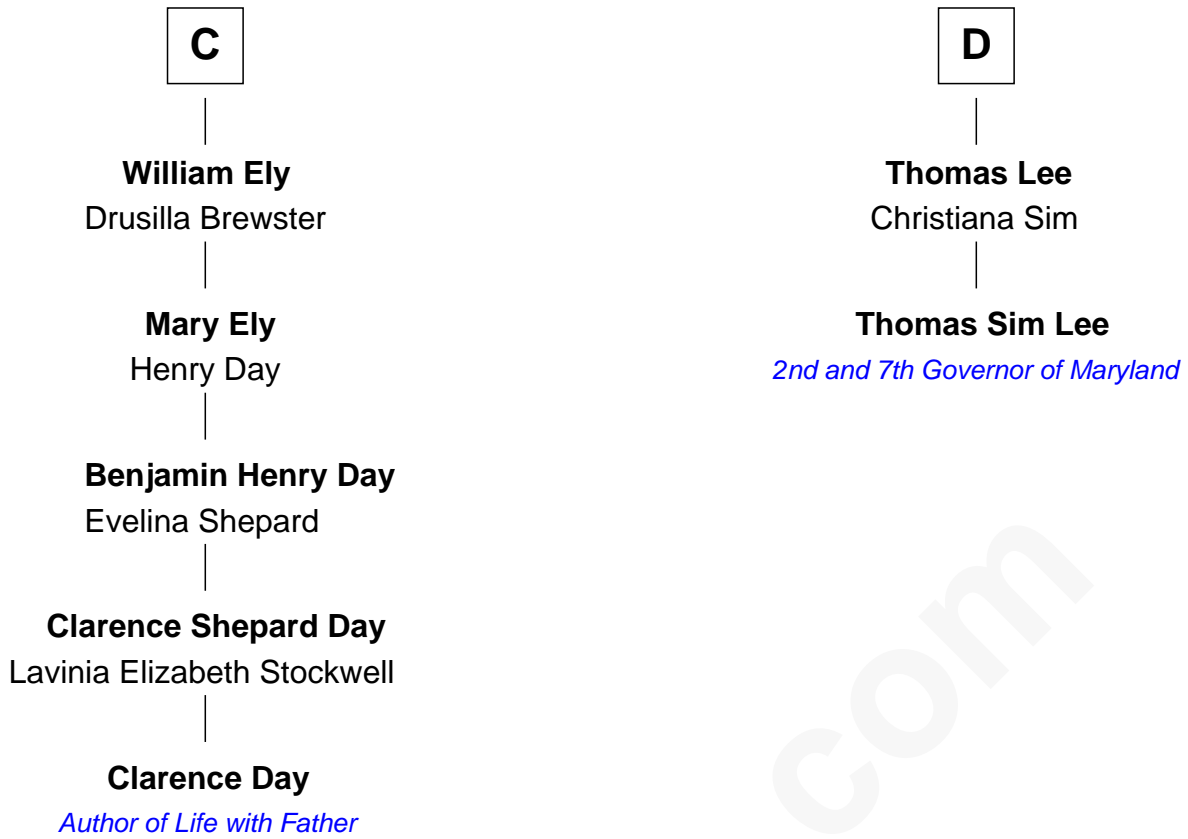 C
William Ely
Drusilla Brewster
Mary Ely
Henry Day
Benjamin Henry Day
Evelina Shepard
Clarence Shepard Day
Lavinia Elizabeth Stockwell
Clarence Day
Author of Life with Father
D
Thomas Lee
Christiana Sim
Thomas Sim Lee
2nd and 7th Governor of Maryland
com